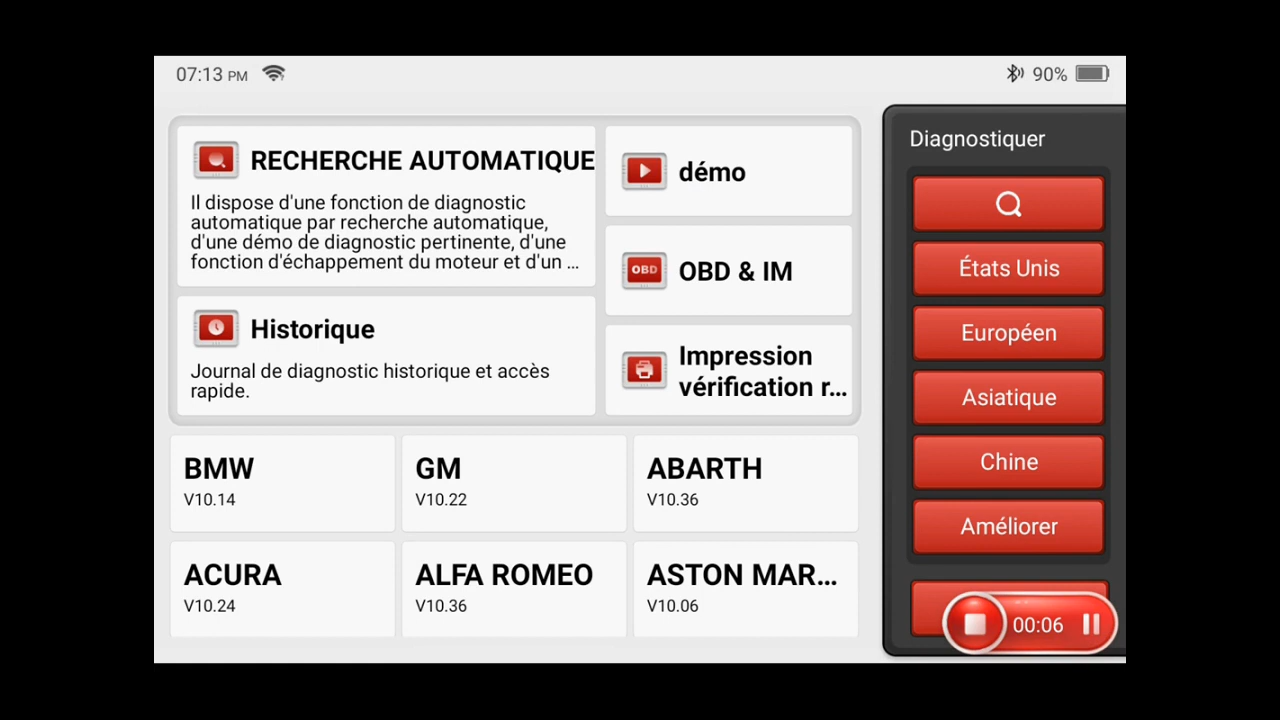 07:13 PM
90%
RECHERCHE AUTOMATIQUE
Il dispose d'une fonction de diagnostic
automatique par recherche automatique,
d'une démo de diagnostic pertinente, d'une
fonction d'échappement du moteur et d'un ...
Historique
Journal de diagnostic historique et accès
rapide.
démo
OBD
OBD & IM
Impression
vérification r...
BMW
V10.14
GM
V10.22
ABARTH
V10.36
ACURA
V10.24
ALFA ROMEO
V10.36
ASTON MAR...
V10.06
Diagnostiquer
États Unis
Européen
Asiatique
Chine
Améliorer
00:06